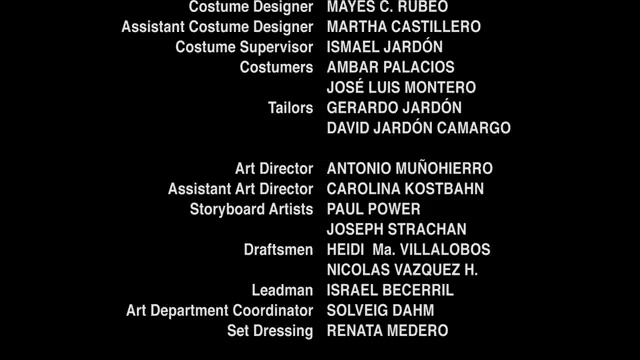 Costume Designer MAYES C. RUBEO
Assistant Costume Designer MARTHA CASTILLERO
Costume Supervisor ISMAEL JARDÓN
Costumers AMBAR PALACIOS
JOSÉ LUIS MONTERO
Tailors GERARDO JARDÓN
DAVID JARDÓN CAMARGO
Art Director ANTONIO MUÑOHIERRO
Assistant Art Director CAROLINA KOSTBAHN
Storyboard Artists PAUL POWER
JOSEPH STRACHAN
Draftsmen HEIDI Ma. VILLALOBOS
NICOLAS VAZQUEZ H.
Leadman ISRAEL BECERRIL
Art Department Coordinator SOLVEIG DAHM
Set Dressing RENATA MEDERO